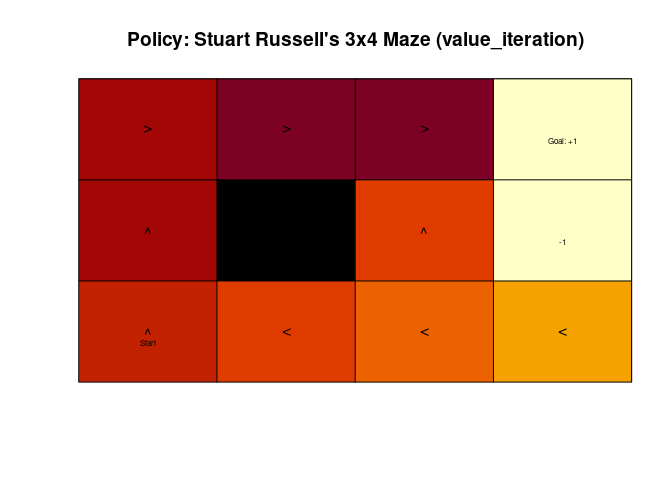 Policy: Stuart Russell's 3x4 Maze (value_iteration)
> > > Goal: +1
^ ^ -1
^ < < <
Start